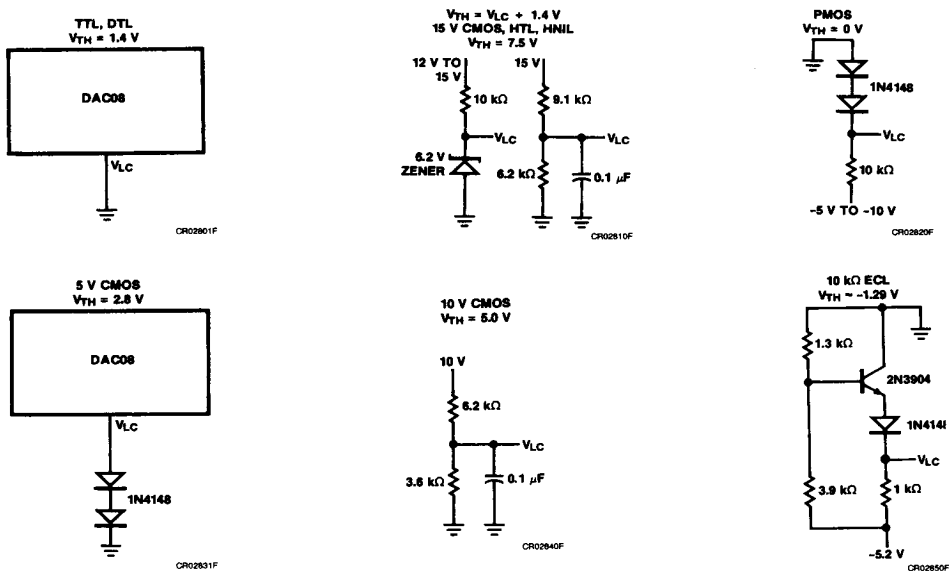 TTL, DTL
VTH = 1.4 V
DAC08
VLC
CR02801F
VTH = VLC + 1.4 V
15 V CMOS, HTL, HNIL
VTH = 7.5 V
12 V TO
15 V
10 kΩ
VLC
6.2 V
ZENER
15 V
9.1 kΩ
VLC
6.2 kΩ
0.1 μF
CR02810F
PMOS
VTH = 0 V
1N4148
VLC
10 kΩ
–5 V TO –10 V
CR02820F
5 V CMOS
VTH = 2.8 V
DAC08
VLC
1N4148
CR02831F
10 V CMOS
VTH = 5.0 V
10 V
6.2 kΩ
VLC
3.6 kΩ
0.1 μF
CR02840F
10 kΩ ECL
VTH ~ –1.29 V
1.3 kΩ
2N3904
1N4148
VLC
3.9 kΩ
1 kΩ
–5.2 V
CR02850F